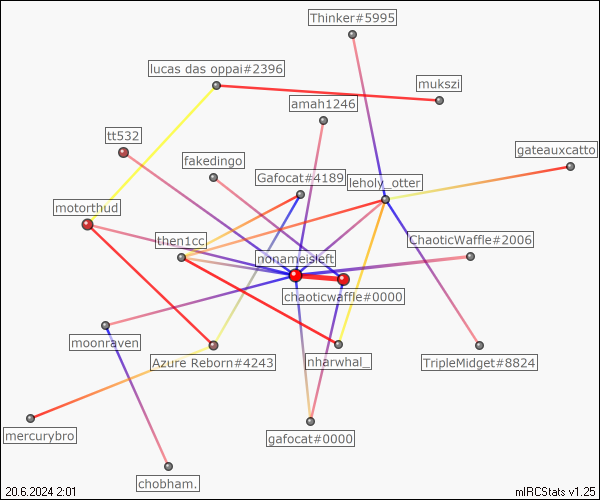 Thinker#5995
lucas das oppai#2396
mukszi
amah1246
tt532
gateauxcatto
fakedingo
Gafocat#4189
leholy_otter
motorthud
then1cc
ChaoticWaffle#2006
nonameisleft
chaoticwaffle#0000
moonraven
Azure Reborn#4243
nharwhal_
TripleMidget#8824
mercurybro
gafocat#0000
chobham.
20.6.2024 2:01
mIRCStats v1.25